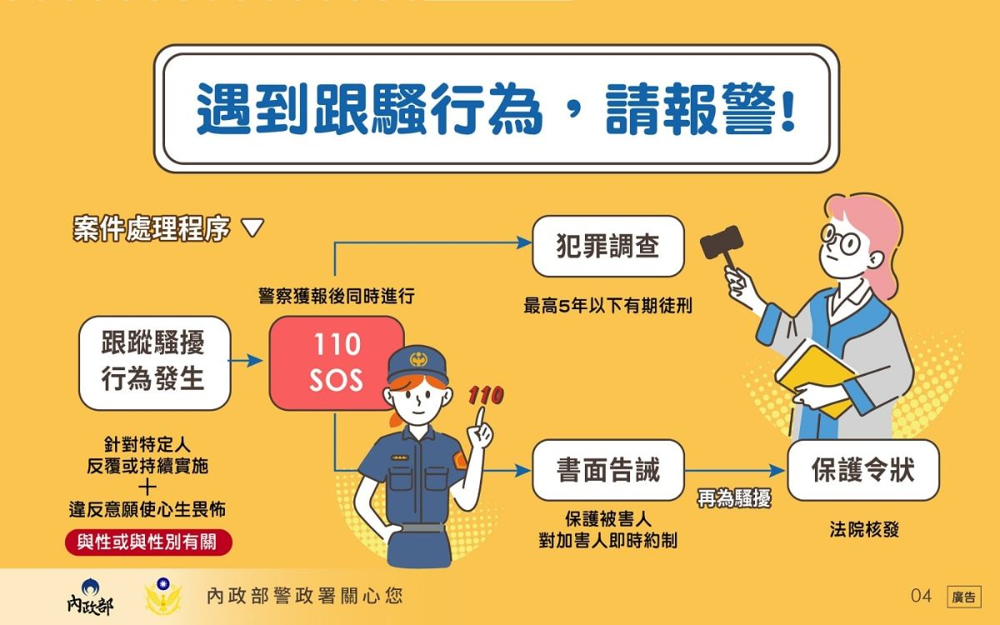 遇到跟騷行為，請報警!
案件處理程序
跟蹤騷擾
行為發生
針對特定人
反覆或持續實施
＋
違反意願使心生畏怖
與性或與性別有關
警察獲報後同時進行
110
SOS
110
犯罪調查
最高5年以下有期徒刑
書面告誡
保護被害人
對加害人即時約制
再為騷擾
保護令狀
法院核發
內政部
內政部警政署關心您
04
廣告